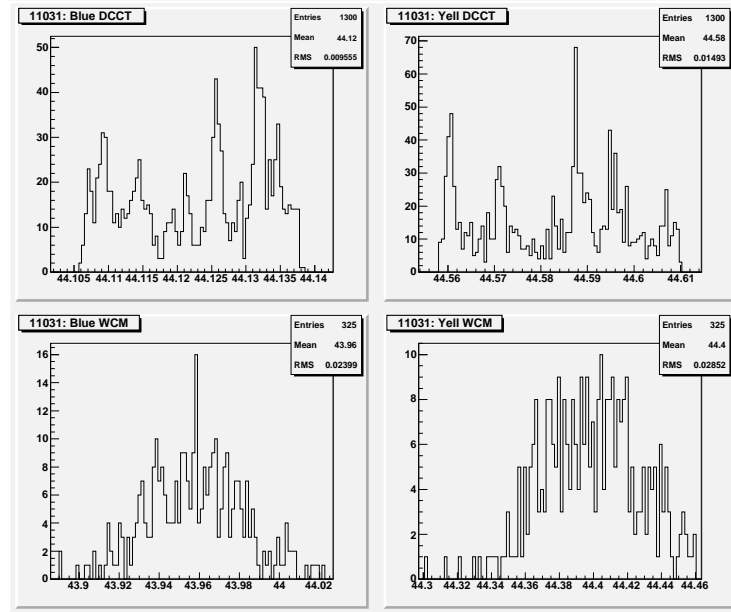 11031: Blue DCCT
Entries 1300
Mean 44.12
RMS 0.009555
50
40
30
20
10
0
44.105 44.11 44.115 44.12 44.125 44.13 44.135 44.14
11031: Yell DCCT
Entries 1300
Mean 44.58
RMS 0.01493
70
60
50
40
30
20
10
0
44.56 44.57 44.58 44.59 44.6 44.61
11031: Blue WCM
Entries 325
Mean 43.96
RMS 0.02399
16
14
12
10
8
6
4
2
0
43.9 43.92 43.94 43.96 43.98 44 44.02
11031: Yell WCM
Entries 325
Mean 44.4
RMS 0.02852
10
8
6
4
2
0
44.3 44.32 44.34 44.36 44.38 44.4 44.42 44.44 44.46